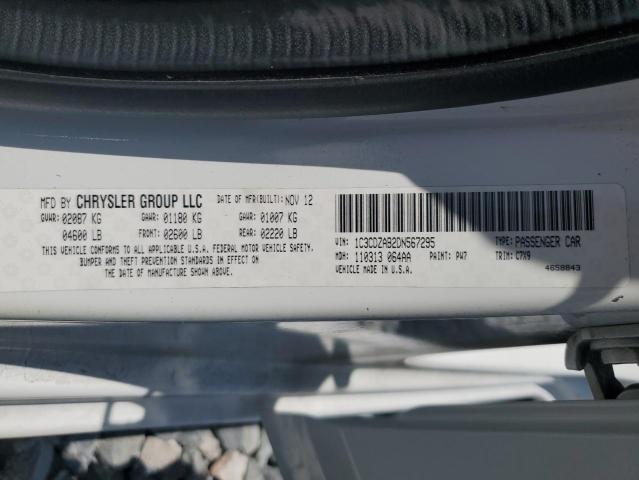 MFD BY CHRYSLER GROUP LLC DATE OF MFR(BUILT): NOV 12
GVWR: 02087 KG GAWR: 01180 KG GAWR: 01007 KG
04600 LB FRONT: 02600 LB REAR: 02220 LB
THIS VEHICLE CONFORMS TO ALL APPLICABLE U.S.A. FEDERAL MOTOR VEHICLE SAFETY,
BUMPER AND THEFT PREVENTION STANDARDS IN EFFECT ON
THE DATE OF MANUFACTURE SHOWN ABOVE.
VIN: 1C3CDZAB2DN567295 TYPE: PASSENGER CAR
MDH: 110313 064AA PAINT: PW7 TRIM: C7X9
4658843